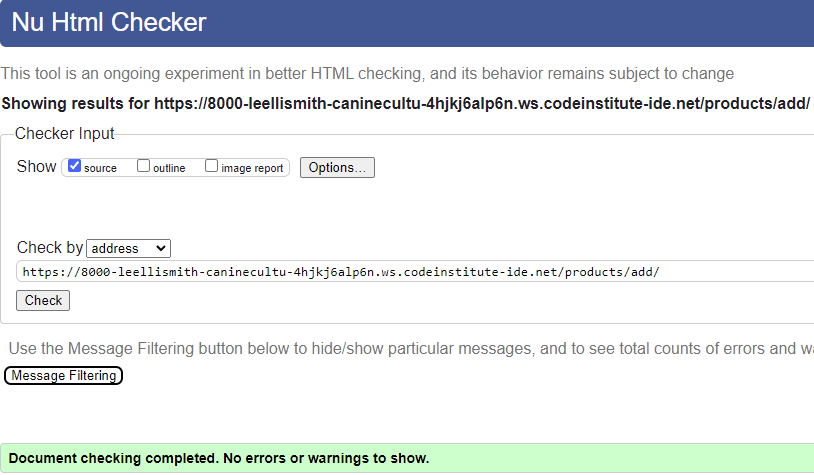 Nu Html Checker
This tool is an ongoing experiment in better HTML checking, and its behavior remains subject to change
Showing results for https://8000-leellismith-caninecultu-4hjkj6alp6n.ws.codeinstitute-ide.net/products/add/
Checker Input
Show source outline image report Options...
Check by address
https://8000-leellismith-caninecultu-4hjkj6alp6n.ws.codeinstitute-ide.net/products/add/
Check
Use the Message Filtering button below to hide/show particular messages, and to see total counts of errors and
Message Filtering
Document checking completed. No errors or warnings to show.